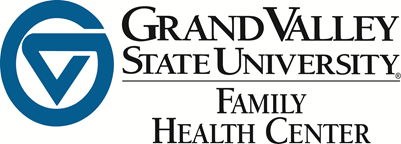 GRAND VALLEY
STATE UNIVERSITY®
FAMILY
HEALTH CENTER